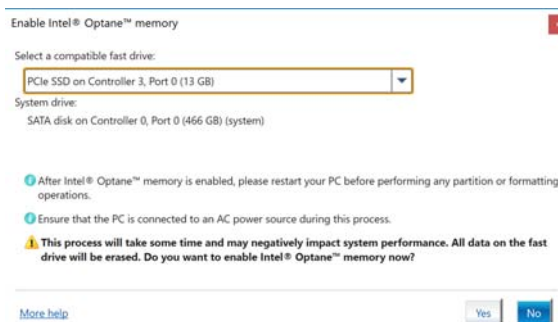 Enable Intel® Optane™ memory
Select a compatible fast drive:
PCIe SSD on Controller 3, Port 0 (13 GB)
System drive:
SATA disk on Controller 0, Port 0 (466 GB) (system)
After Intel® Optane™ memory is enabled, please restart your PC before performing any partition or formatting
operations.
Ensure that the PC is connected to an AC power source during this process.
This process will take some time and may negatively impact system performance. All data on the fast
drive will be erased. Do you want to enable Intel® Optane™ memory now?
More help
Yes
No